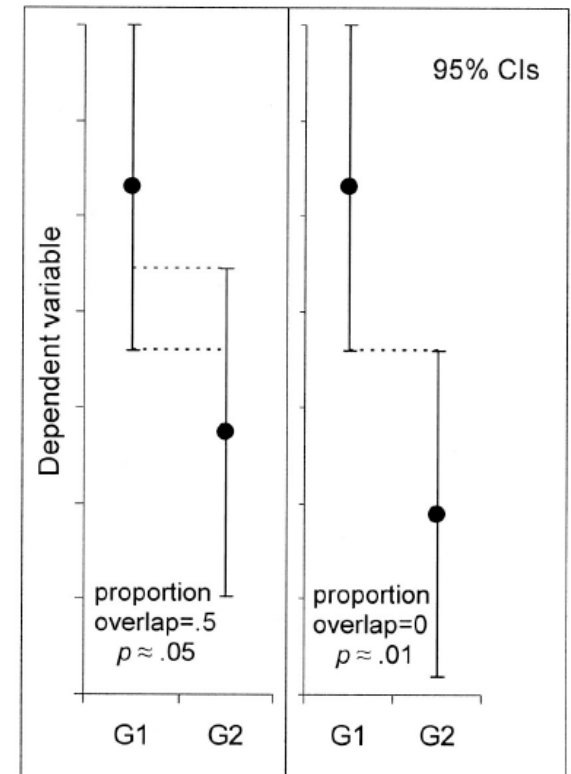 95% CIs
Dependent variable
proportion
overlap=.5
p ≈ .05
G1 G2
proportion
overlap=0
p ≈ .01
G1 G2